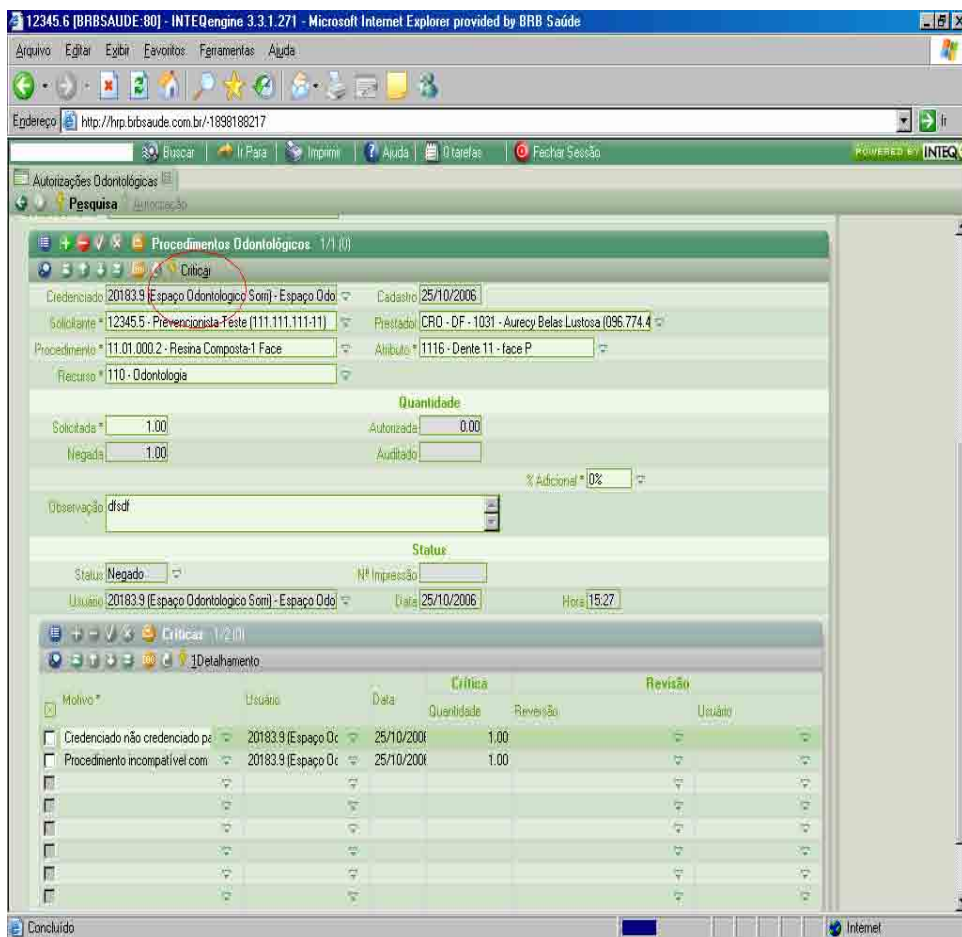 12345.6 [BRBSAUDE:80] - INTEQengine 3.3.1.271 - Microsoft Internet Explorer provided by BRB Saúde
Arquivo Editar Exibir Favoritos Ferramentas Ajuda
Endereço http://hrp.brbsaude.com.br/-1898188217 Ir
Buscar Ir Para Imprimir Ajuda 0 tarefas Fechar Sessão POWERED BY INTEQ
Autorizações Odontológicas
Pesquisa Autorização
Procedimentos Odontológicos 1/1 (0)
Criticar
Credenciado 20183.9 (Espaço Odontologico Sorri) - Espaço Odo Cadastro 25/10/2006
Solicitante * 12345.5 - Prevencionista-Teste (111.111.111-11) Prestador CRO - DF - 1031 - Aurecy Belas Lustosa (096.774.4
Procedimento * 11.01.000.2 - Resina Composta-1 Face Atributo * 1116 - Dente 11 - face P
Recurso * 110 - Odontologia
Quantidade
Solicitada * 1.00 Autorizada 0.00
Negada 1.00 Auditado
% Adicional * 0%
Observação dfsdf
Status
Status Negado Nº Impressão
Usuário 20183.9 (Espaço Odontologico Sorri) - Espaço Odo Data 25/10/2006 Hora 15:27
Críticas 1/2 (0)
1Detalhamento
Crítica Revisão
Motivo * Usuário Data Quantidade Reversão Usuário
Credenciado não credenciado pa 20183.9 (Espaço Oc 25/10/200 1.00
Procedimento incompatível com 20183.9 (Espaço Oc 25/10/200 1.00
Concluído Internet